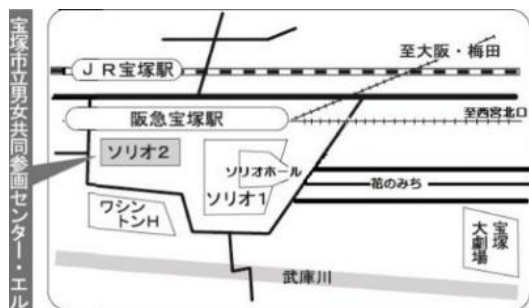 宝塚市立男女共同参画センター・エル
至大阪・梅田
JR宝塚駅
阪急宝塚駅
至西宮北口
ソリオ2
ソリオホール
ソリオ1
花のみち
ワシン
トンH
宝塚
大劇場
武庫川